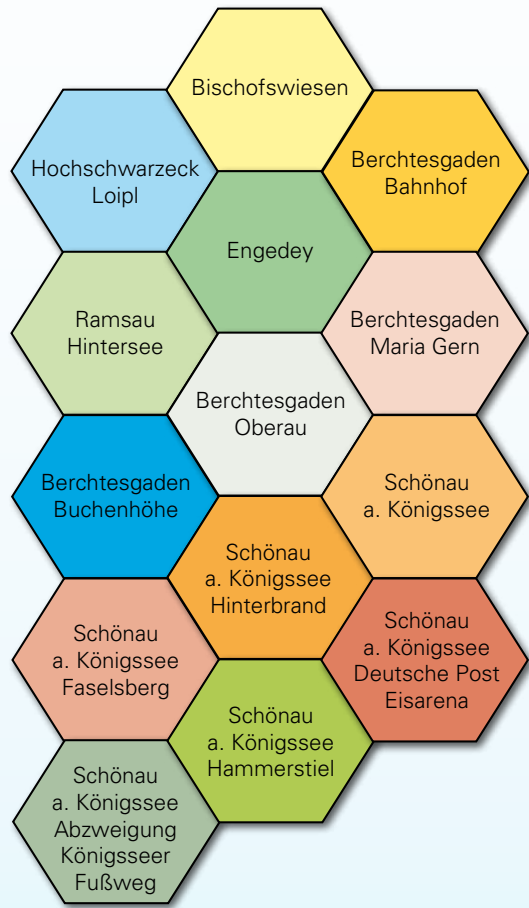 Bischofswiesen
Hochschwarzeck
Loipl
Berchtesgaden
Bahnhof
Engedey
Ramsau
Hintersee
Berchtesgaden
Maria Gern
Berchtesgaden
Oberau
Berchtesgaden
Buchenhöhe
Schönau
a. Königssee
Schönau
a. Königssee
Hinterbrand
Schönau
a. Königssee
Faselsberg
Schönau
a. Königssee
Deutsche Post
Eisarena
Schönau
a. Königssee
Hammerstiel
Schönau
a. Königssee
Abzweigung
Königsseer
Fußweg